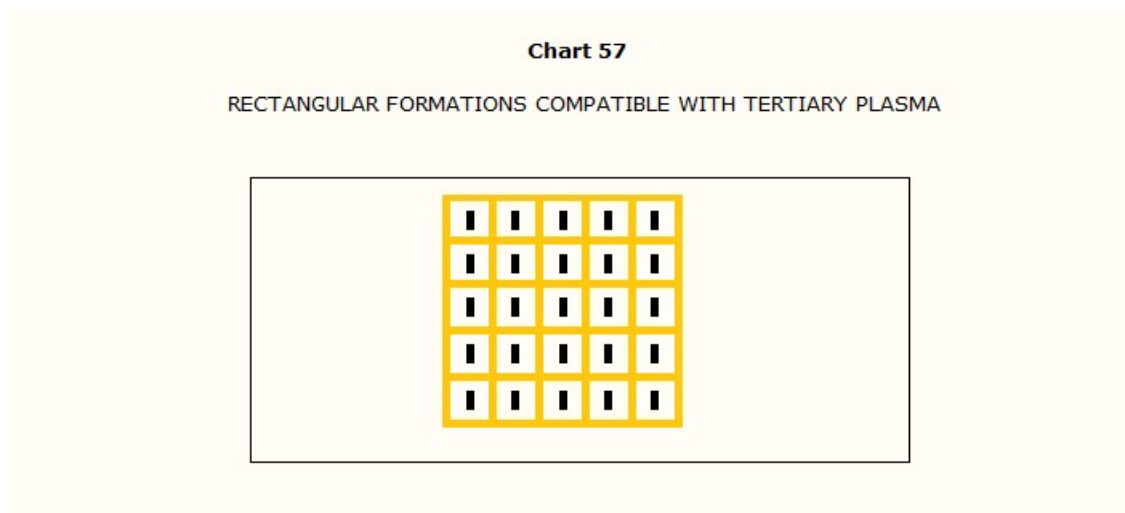 Chart 57
RECTANGULAR FORMATIONS COMPATIBLE WITH TERTIARY PLASMA